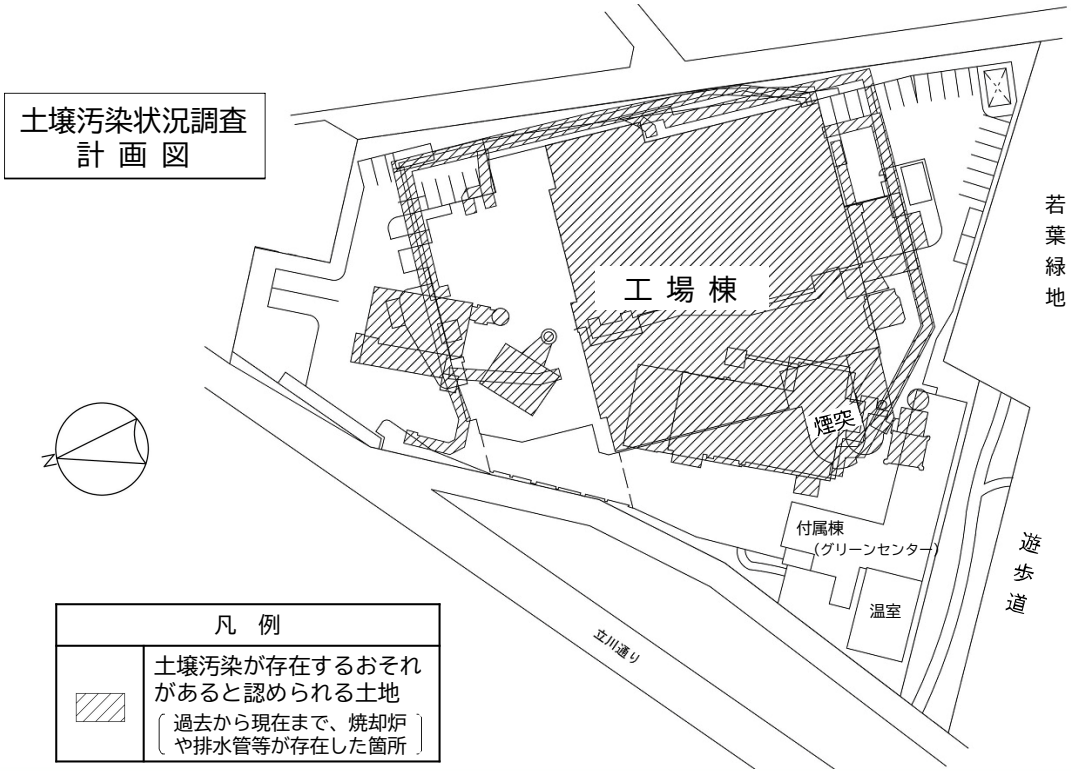 土壌汚染状況調査
計画図
若葉緑地
工場棟
煙突
N
付属棟
（グリーンセンター）
遊歩道
温室
立川通り
凡 例
土壌汚染が存在するおそれ
があると認められる土地
過去から現在まで、焼却炉
や排水管等が存在した箇所